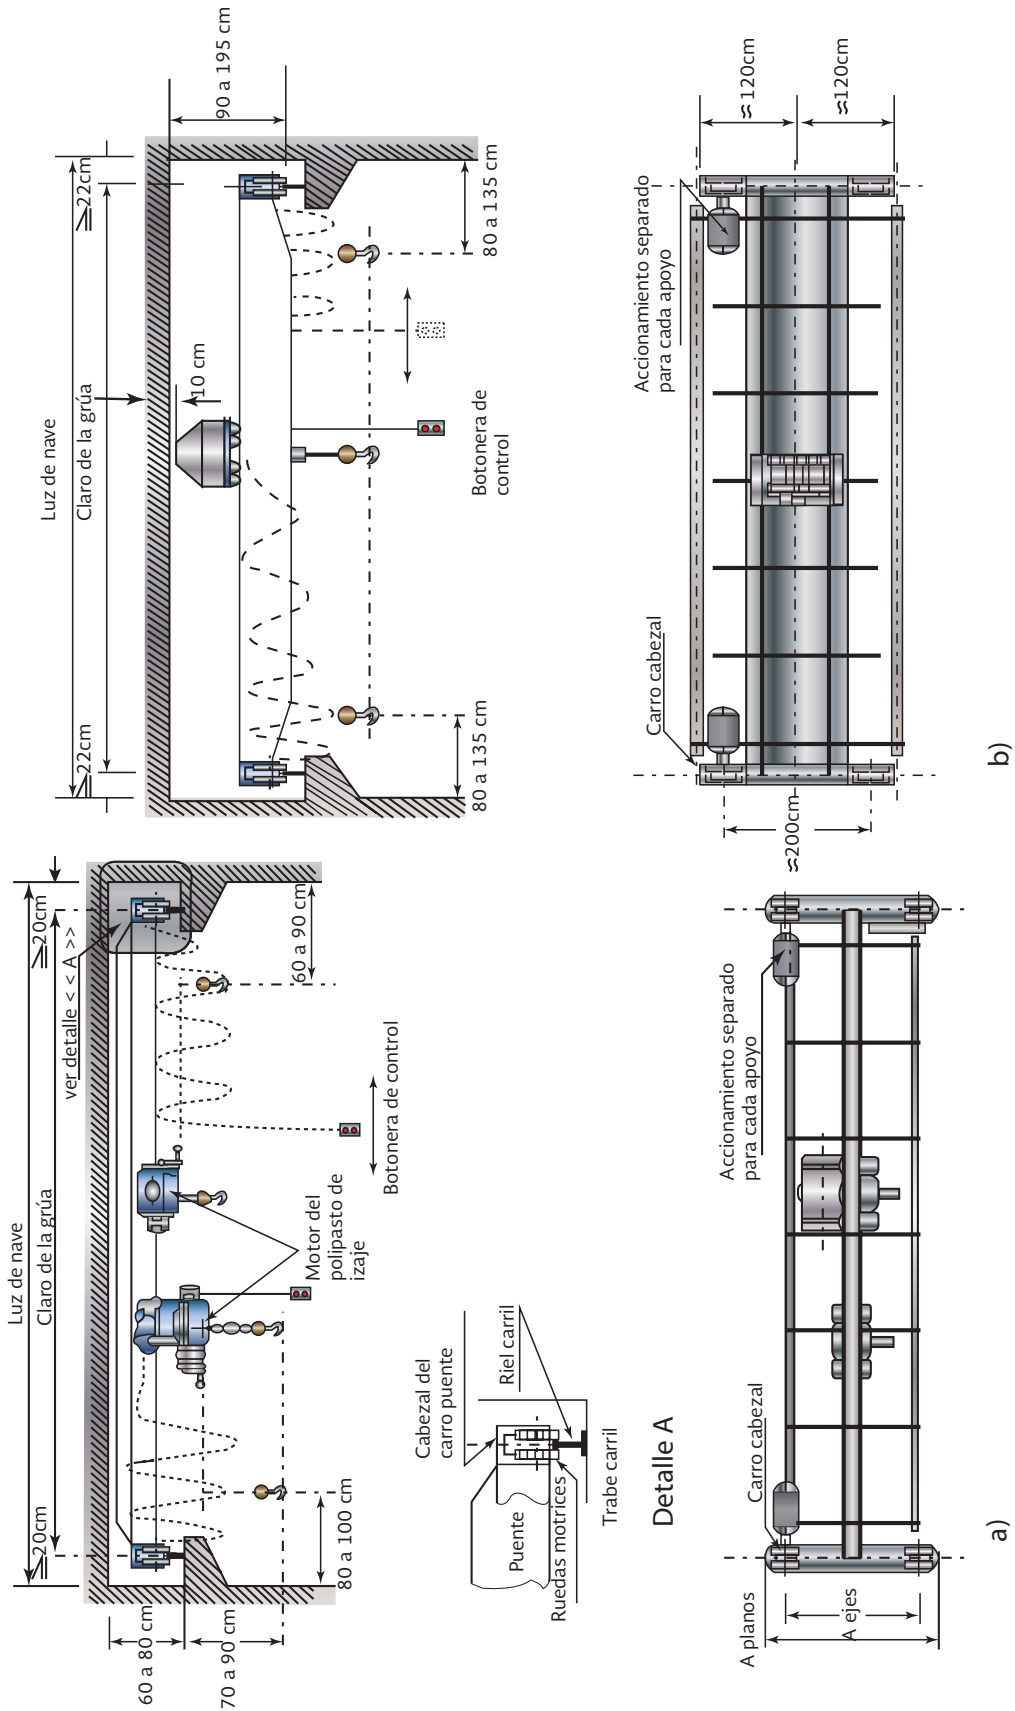 Luz de nave
Claro de la grúa
⩾20cm
⩾20cm
ver detalle < < A >>
60 a 80 cm
70 a 90 cm
80 a 100 cm
60 a 90 cm
Motor del
polipasto de
izaje
Botonera de control
Cabezal del
carro puente
Riel carril
Puente
Ruedas motrices
Trabe carril
Detalle A
Carro cabezal
Accionamiento separado
para cada apoyo
A planos
A ejes
a)
Luz de nave
Claro de la grúa
⩾22cm
⩾22cm
10 cm
90 a 195 cm
80 a 135 cm
80 a 135 cm
Botonera de
control
Carro cabezal
Accionamiento separado
para cada apoyo
≈120cm
≈120cm
≈200cm
b)